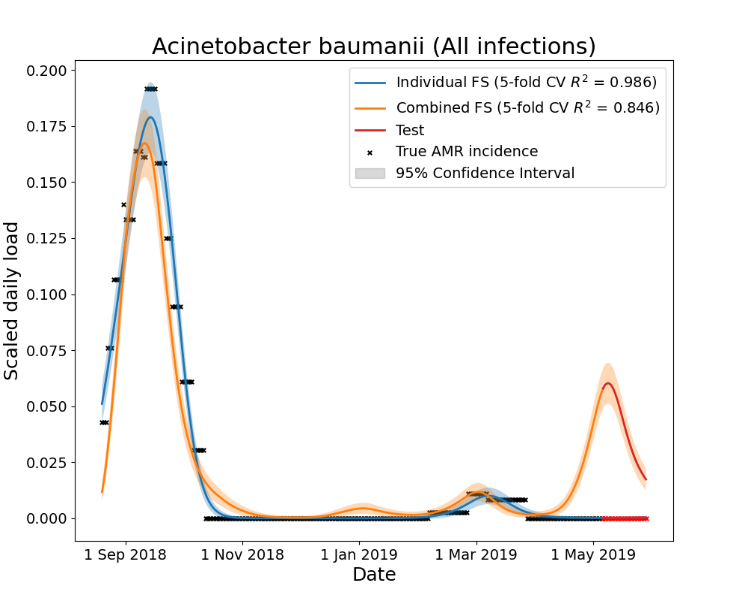 Acinetobacter baumanii (All infections)
Individual FS (5-fold CV R² = 0.986)
Combined FS (5-fold CV R² = 0.846)
Test
True AMR incidence
95% Confidence Interval
Scaled daily load
0.200
0.175
0.150
0.125
0.100
0.075
0.050
0.025
0.000
1 Sep 2018 1 Nov 2018 1 Jan 2019 1 Mar 2019 1 May 2019
Date